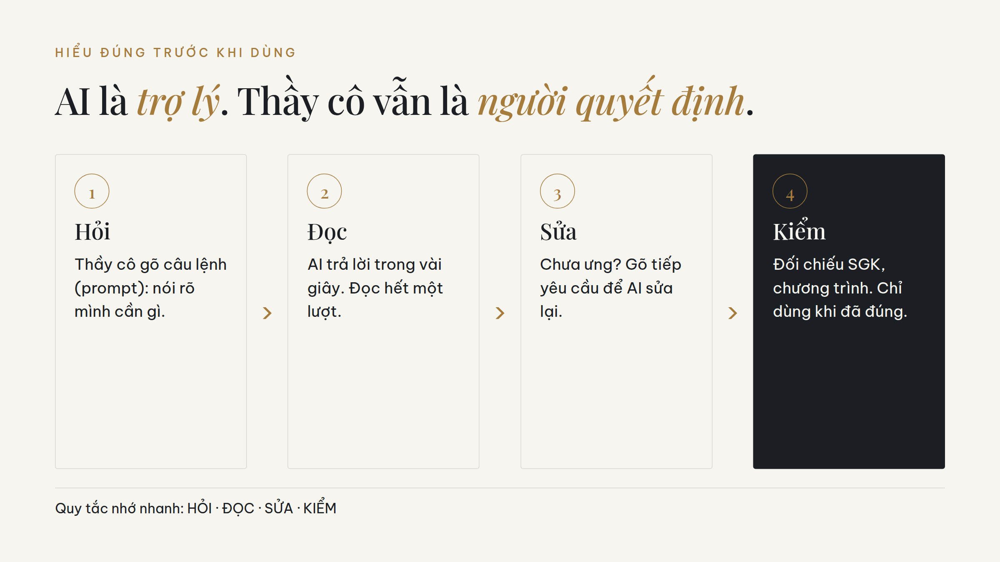 HIỂU ĐÚNG TRƯỚC KHI DÙNG
AI là trợ lý. Thầy cô vẫn là người quyết định.
1
Hỏi
Thầy cô gõ câu lệnh
(prompt): nói rõ
mình cần gì.
2
Đọc
AI trả lời trong vài
giây. Đọc hết một
lượt.
3
Sửa
Chưa ưng? Gõ tiếp
yêu cầu để AI sửa
lại.
4
Kiểm
Đối chiếu SGK,
chương trình. Chỉ
dùng khi đã đúng.
Quy tắc nhớ nhanh: HỎI · ĐỌC · SỬA · KIỂM